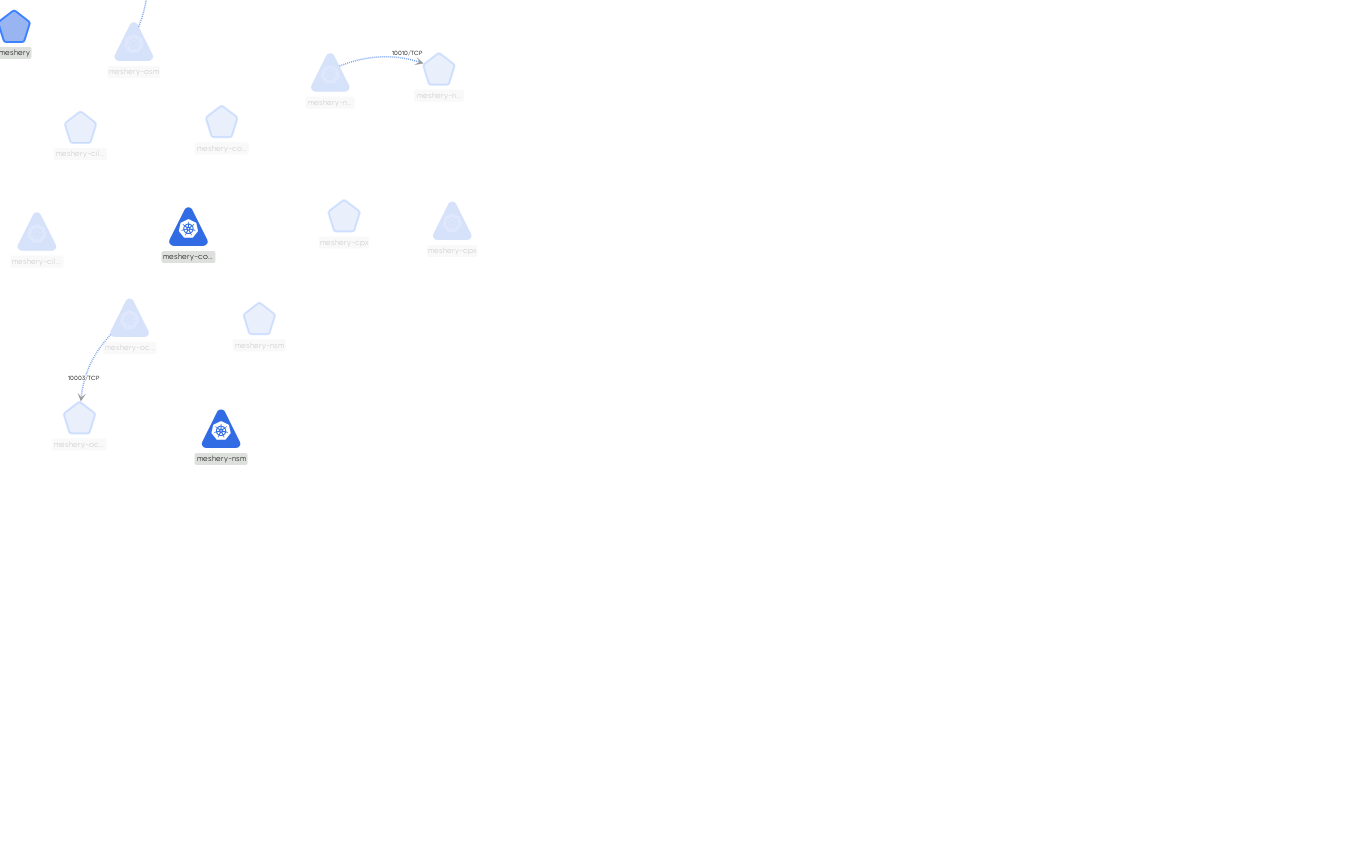 meshery
meshery-osm
10010/TCP
meshery-n...
meshery-n...
meshery-cil...
meshery-co...
meshery-cil...
meshery-co...
meshery-cpx
meshery-cpx
meshery-oc...
meshery-nsm
10003/TCP
meshery-oc...
meshery-nsm